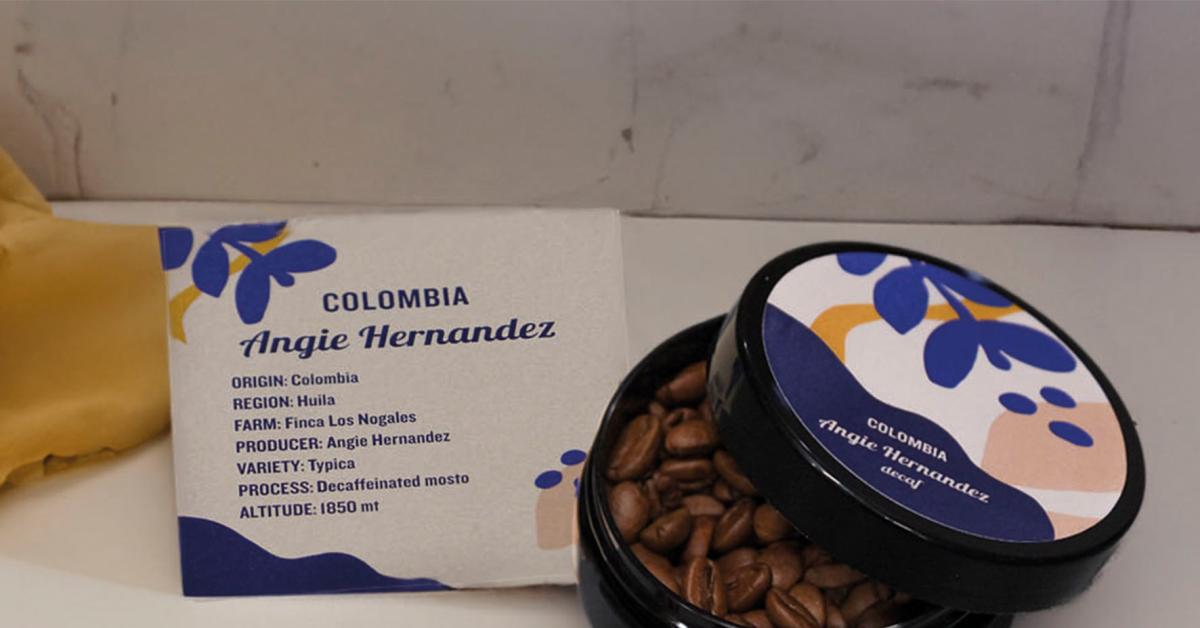 COLOMBIA
Angie Hernandez
ORIGIN: Colombia
REGION: Huila
FARM: Finca Los Nogales
PRODUCER: Angie Hernandez
VARIETY: Typica
PROCESS: Decaffeinated mosto
ALTITUDE: 1850 mt
COLOMBIA
Angie Hernandez
decaf